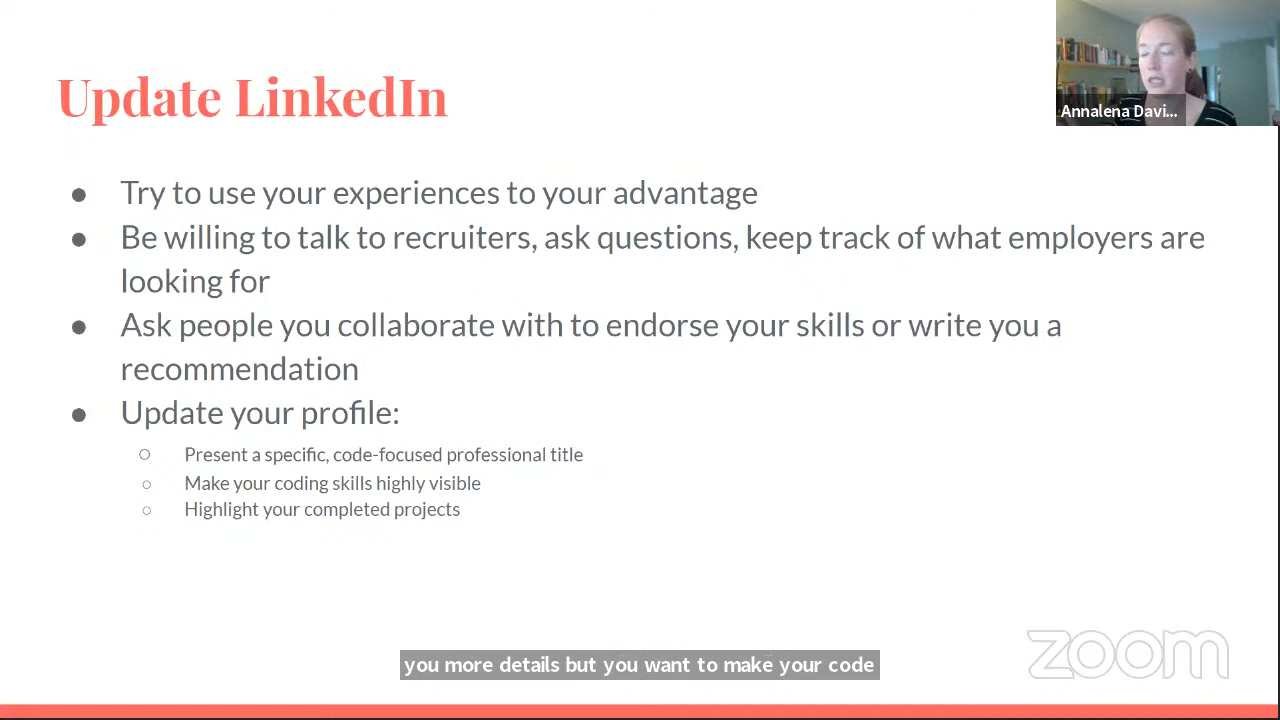 Update LinkedIn
Annalena Davi...
● Try to use your experiences to your advantage
● Be willing to talk to recruiters, ask questions, keep track of what employers are
looking for
● Ask people you collaborate with to endorse your skills or write you a
recommendation
● Update your profile:
○ Present a specific, code-focused professional title
○ Make your coding skills highly visible
○ Highlight your completed projects
zoom
you more details but you want to make your code